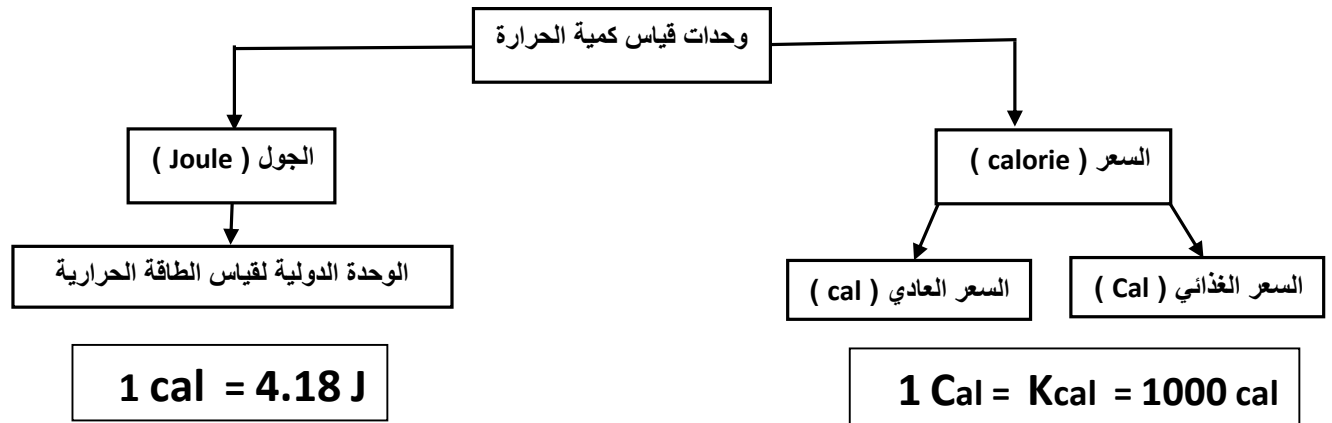 وحدات قياس كمية الحرارة
السعر ( calorie )
الجول ( Joule )
السعر الغذائي ( Cal )
السعر العادي ( cal )
الوحدة الدولية لقياس الطاقة الحرارية
1 Cal = Kcal = 1000 cal
1 cal = 4.18 J